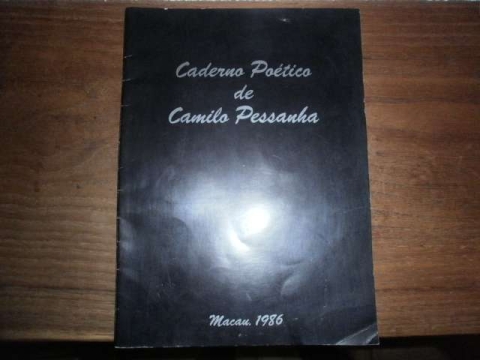 Caderno Poético
de
Camilo Pessanha
Macau. 1986